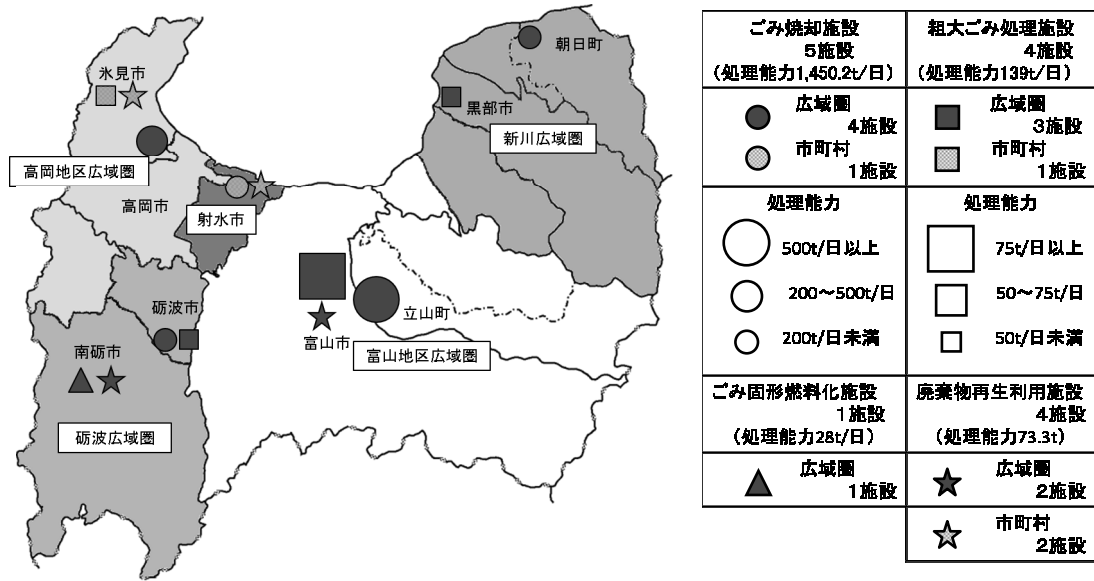 氷見市
高岡地区広域圏
高岡市
射水市
砺波市
南砺市
砺波広域圏
富山市
立山町
富山地区広域圏
朝日町
黒部市
新川広域圏
ごみ焼却施設
5施設
(処理能力1,450.2t/日)
粗大ごみ処理施設
4施設
(処理能力139t/日)
広域圏
4施設
市町村
1施設
広域圏
3施設
市町村
1施設
処理能力
500t/日以上
200～500t/日
200t/日未満
処理能力
75t/日以上
50～75t/日
50t/日未満
ごみ固形燃料化施設
1施設
(処理能力28t/日)
廃棄物再生利用施設
4施設
(処理能力73.3t)
広域圏
1施設
広域圏
2施設
市町村
2施設